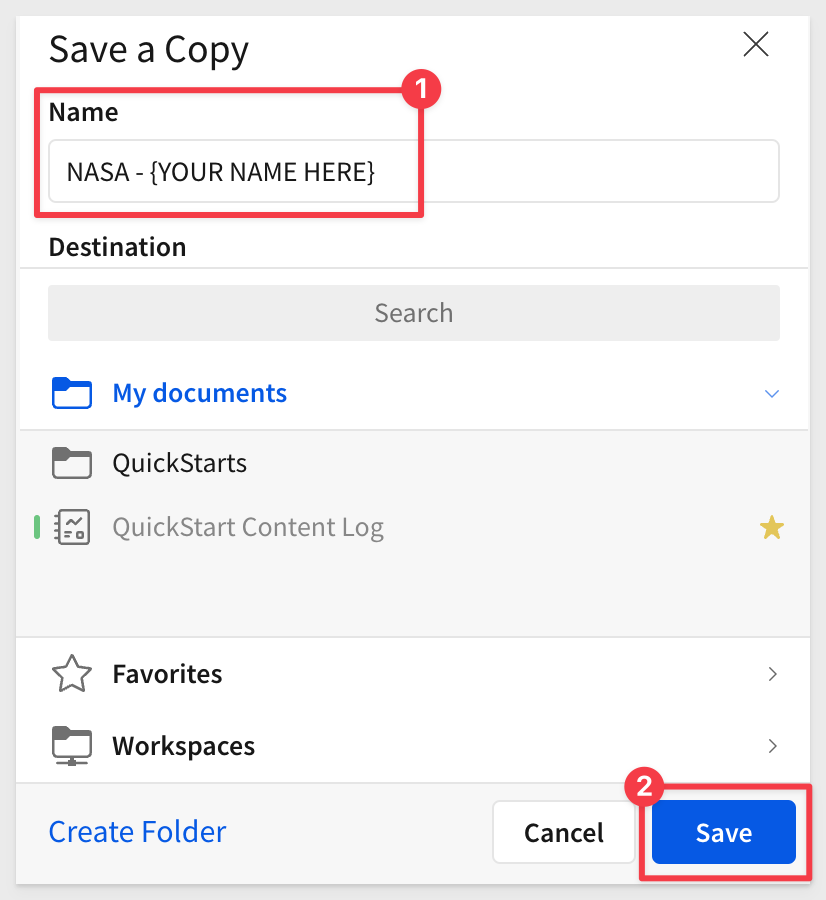 Save a Copy
1
Name
NASA - {YOUR NAME HERE}
Destination
Search
My documents
QuickStarts
QuickStart Content Log
Favorites
Workspaces
2
Create Folder Cancel Save